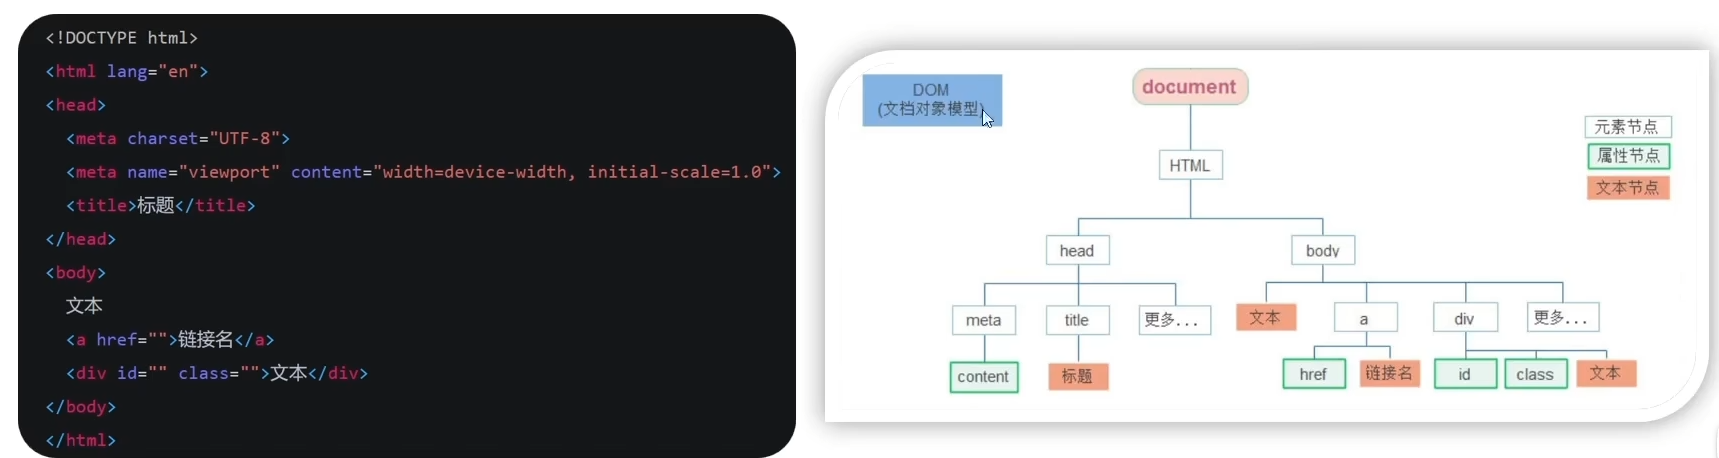 <!DOCTYPE html>
<html lang="en">
<head>
<meta charset="UTF-8">
<meta name="viewport" content="width=device-width, initial-scale=1.0">
<title>标题</title>
</head>
<body>
文本
<a href="">链接名</a>
<div id="" class="">文本</div>
</body>
</html>
DOM
(文档对象模型)
document
元素节点
属性节点
文本节点
HTML
head
body
meta
title
更多...
文本
a
div
更多...
content
标题
href
链接名
id
class
文本